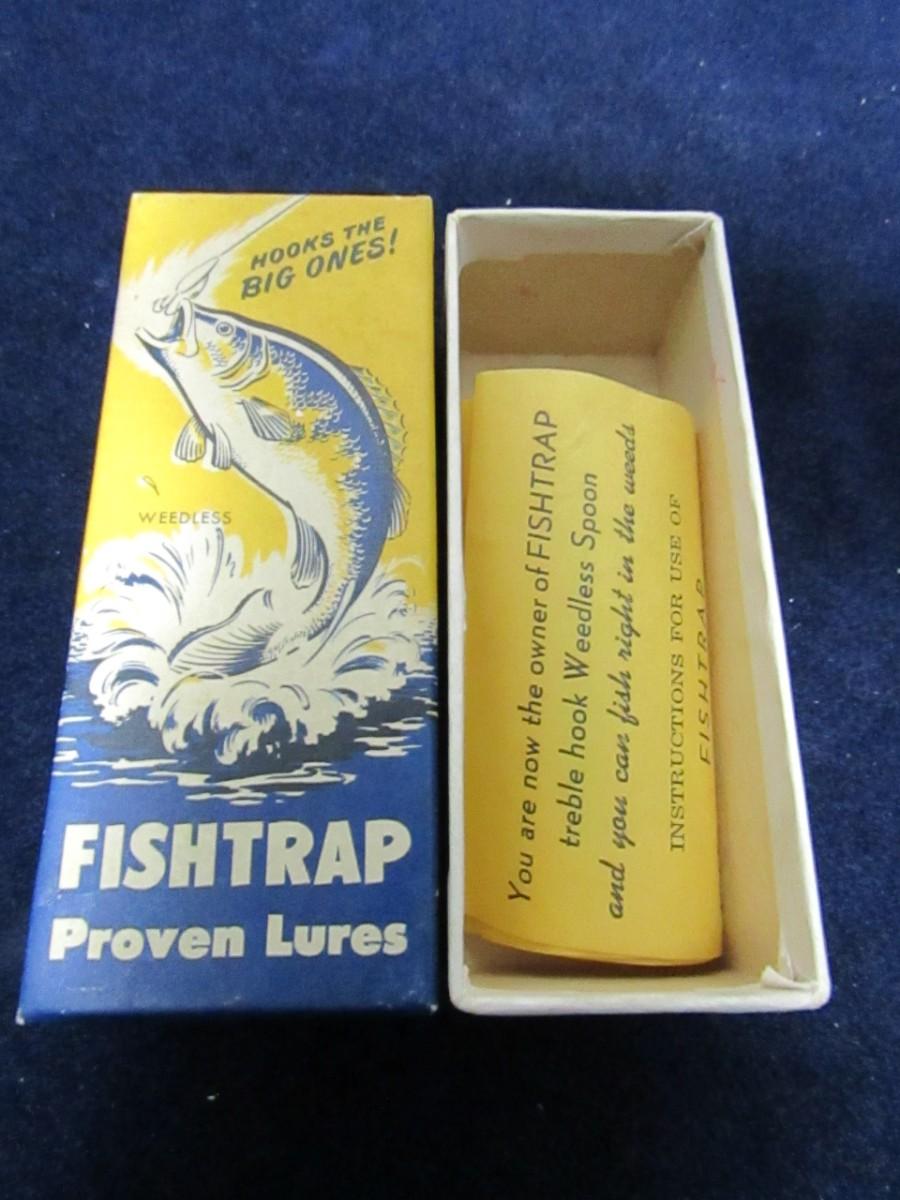 HOOKS THE
BIG ONES!
WEEDLESS
FISHTRAP
Proven Lures
You are now the owner of FISHTRAP
treble hook Weedless Spoon
and you can fish right in the weeds
INSTRUCTIONS FOR USE OF
FISHTRAP